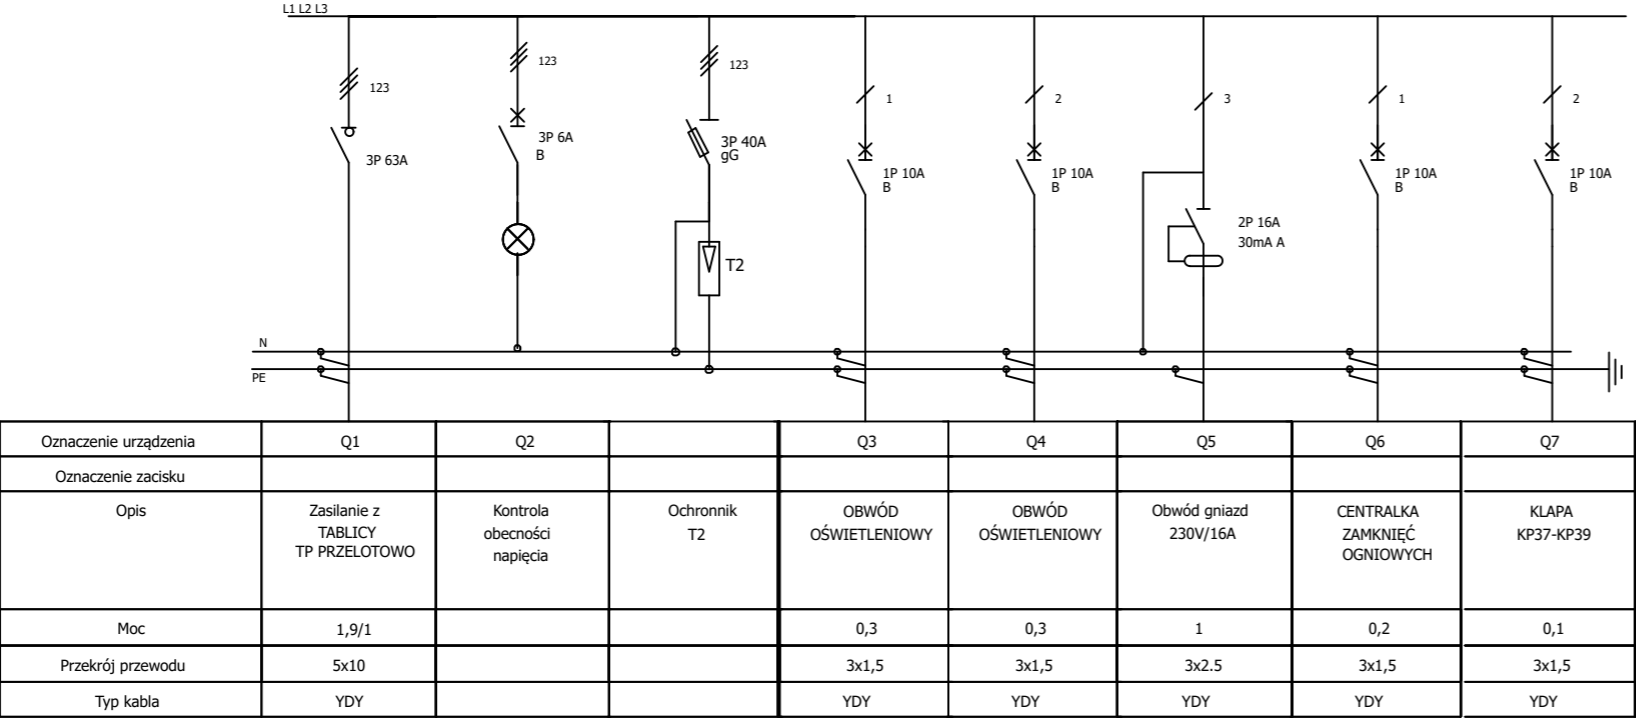 L1 L2 L3
123
3P 63A
123
3P 6A
B
123
3P 40A
gG
T2
1
1P 10A
B
2
1P 10A
B
3
2P 16A
30mA A
1
1P 10A
B
2
1P 10A
B
N
PE
Oznaczenie urządzenia Q1 Q2 Q3 Q4 Q5 Q6 Q7
Oznaczenie zacisku
Opis
Zasilanie z
TABLICY
TP PRZELOTOWO
Kontrola
obecności
napięcia
Ochronnik
T2
OBWÓD
OŚWIETLENIOWY
OBWÓD
OŚWIETLENIOWY
Obwód gniazd
230V/16A
CENTRALKA
ZAMKNIĘĆ
OGNIOWYCH
KLAPA
KP37-KP39
Moc 1,9/1 0,3 0,3 1 0,2 0,1
Przekrój przewodu 5x10 3x1,5 3x1,5 3x2.5 3x1,5 3x1,5
Typ kabla YDY YDY YDY YDY YDY YDY